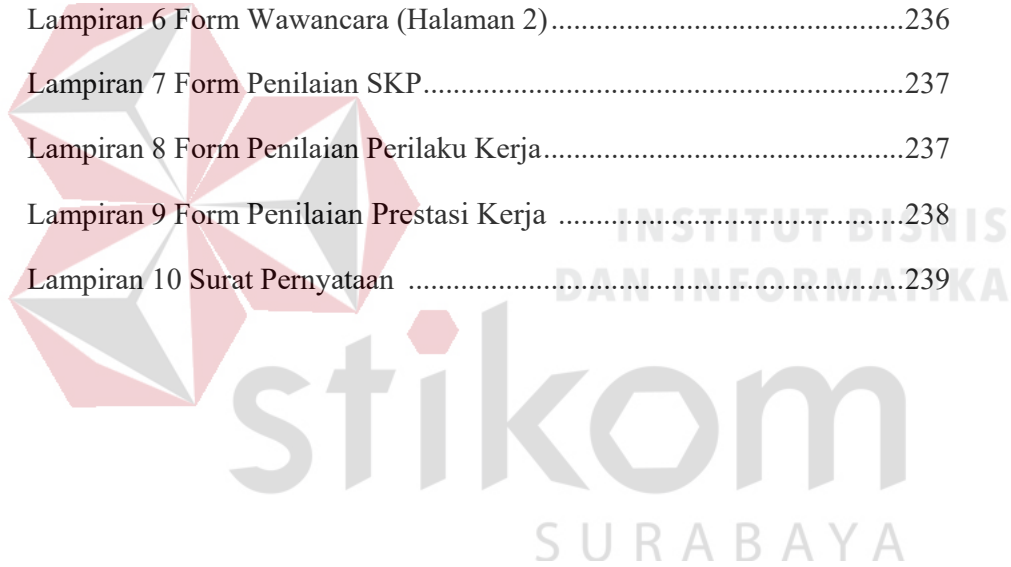 Lampiran 6 Form Wawancara (Halaman 2)......................................236
Lampiran 7 Form Penilaian SKP....................................................237
Lampiran 8 Form Penilaian Perilaku Kerja.......................................237
Lampiran 9 Form Penilaian Prestasi Kerja .....................................238
Lampiran 10 Surat Pernyataan .....................................................239
INSTITUT BISNIS
DAN INFORMATIKA
stikom
SURABAYA